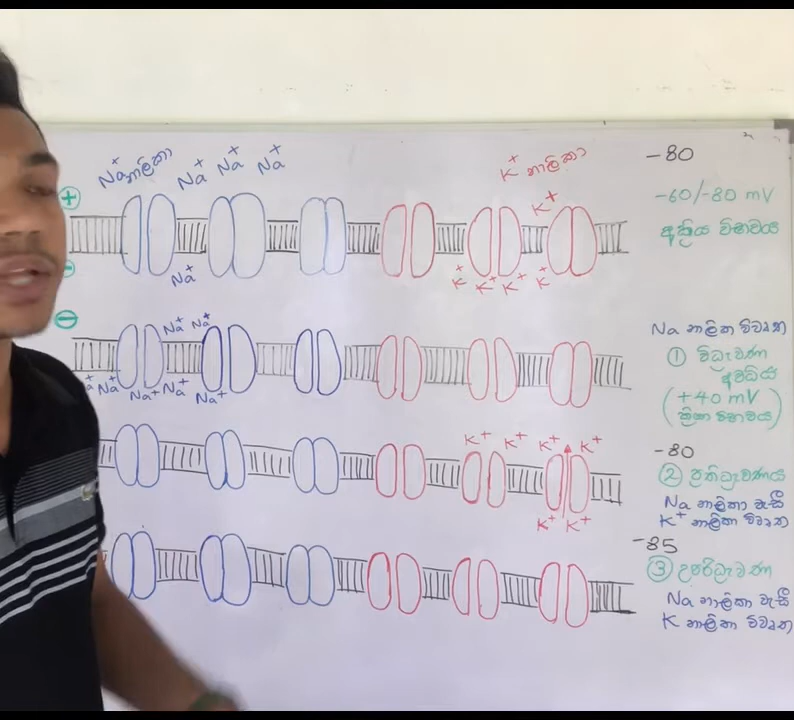 Na⁺ නාලිකා
Na⁺ Na⁺ Na⁺
K⁺ නාලිකා
-80
+
K⁺
-60/-80 mV
අක්‍රිය විභවය
-
Na⁺
K⁺ K⁺ K⁺ K⁺
-
Na⁺ Na⁺
Na නාලිකා විවෘත
① විධ්‍රැවණ
අවධිය
Na⁺ Na⁺ Na⁺ Na⁺
(+40 mV
ක්‍රියා විභවය)
K⁺ K⁺ K⁺ K⁺
-80
② ප්‍රතිධ්‍රැවණය
Na නාලිකා වැසී
K⁺ K⁺
K⁺ නාලිකා විවෘත
-85
③ උපරිධ්‍රැවණ
Na නාලිකා වැසී
K නාලිකා විවෘත